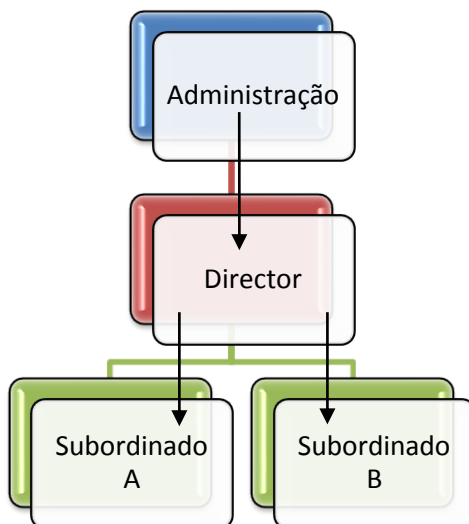 Administração
Director
Subordinado
A
Subordinado
B